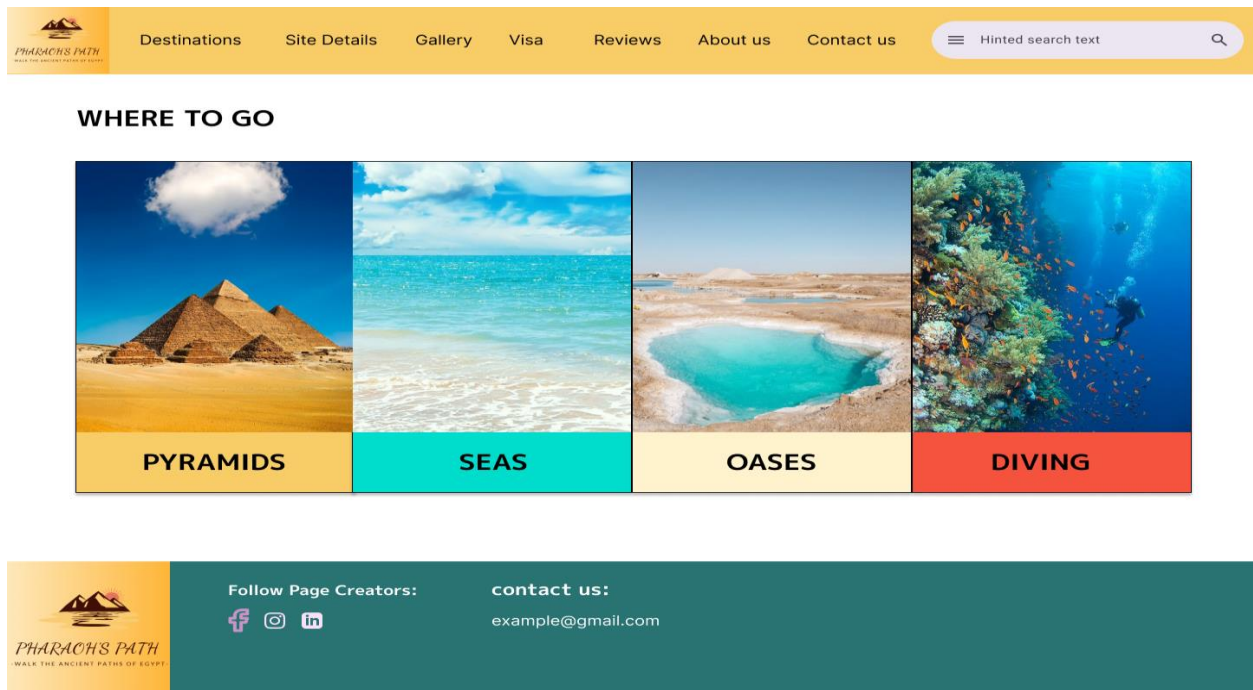 PHARAOH'S PATH
WALK THE ANCIENT PATHS OF EGYPT
Destinations Site Details Gallery Visa Reviews About us Contact us Hinted search text
WHERE TO GO
PYRAMIDS SEAS OASES DIVING
Follow Page Creators: contact us:
in example@gmail.com
PHARAOH'S PATH
-WALK THE ANCIENT PATHS OF EGYPT-